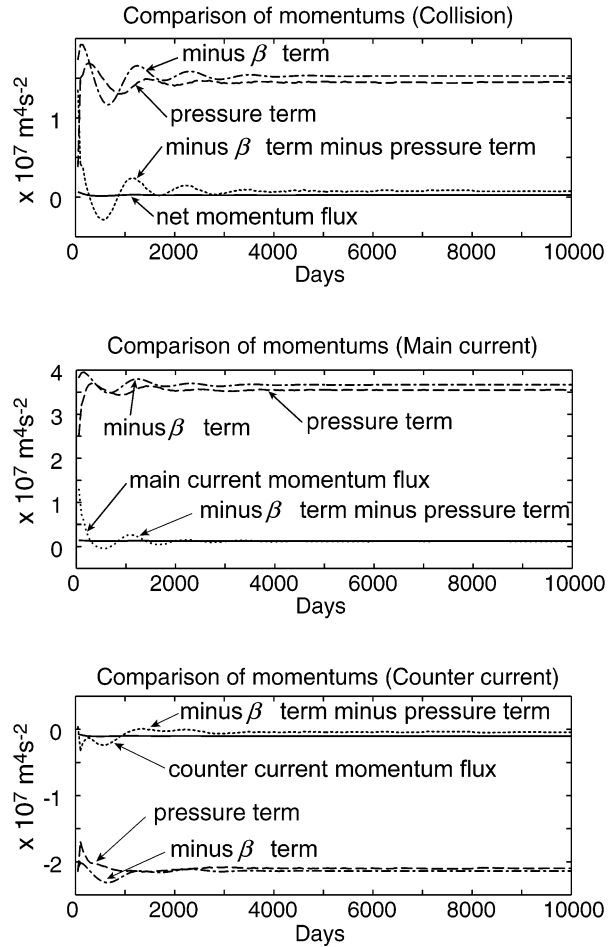 Comparison of momentums (Collision)
minus β term
1
pressure term
minus β term minus pressure term
0
net momentum flux
x 10⁷ m⁴s⁻²
0 2000 4000 6000 8000 10000
Days
Comparison of momentums (Main current)
4
3
minus β term
pressure term
2
main current momentum flux
1
minus β term minus pressure term
0
x 10⁷ m⁴s⁻²
0 2000 4000 6000 8000 10000
Days
Comparison of momentums (Counter current)
minus β term minus pressure term
0
counter current momentum flux
-1
pressure term
minus β term
-2
x 10⁷ m⁴s⁻²
0 2000 4000 6000 8000 10000
Days